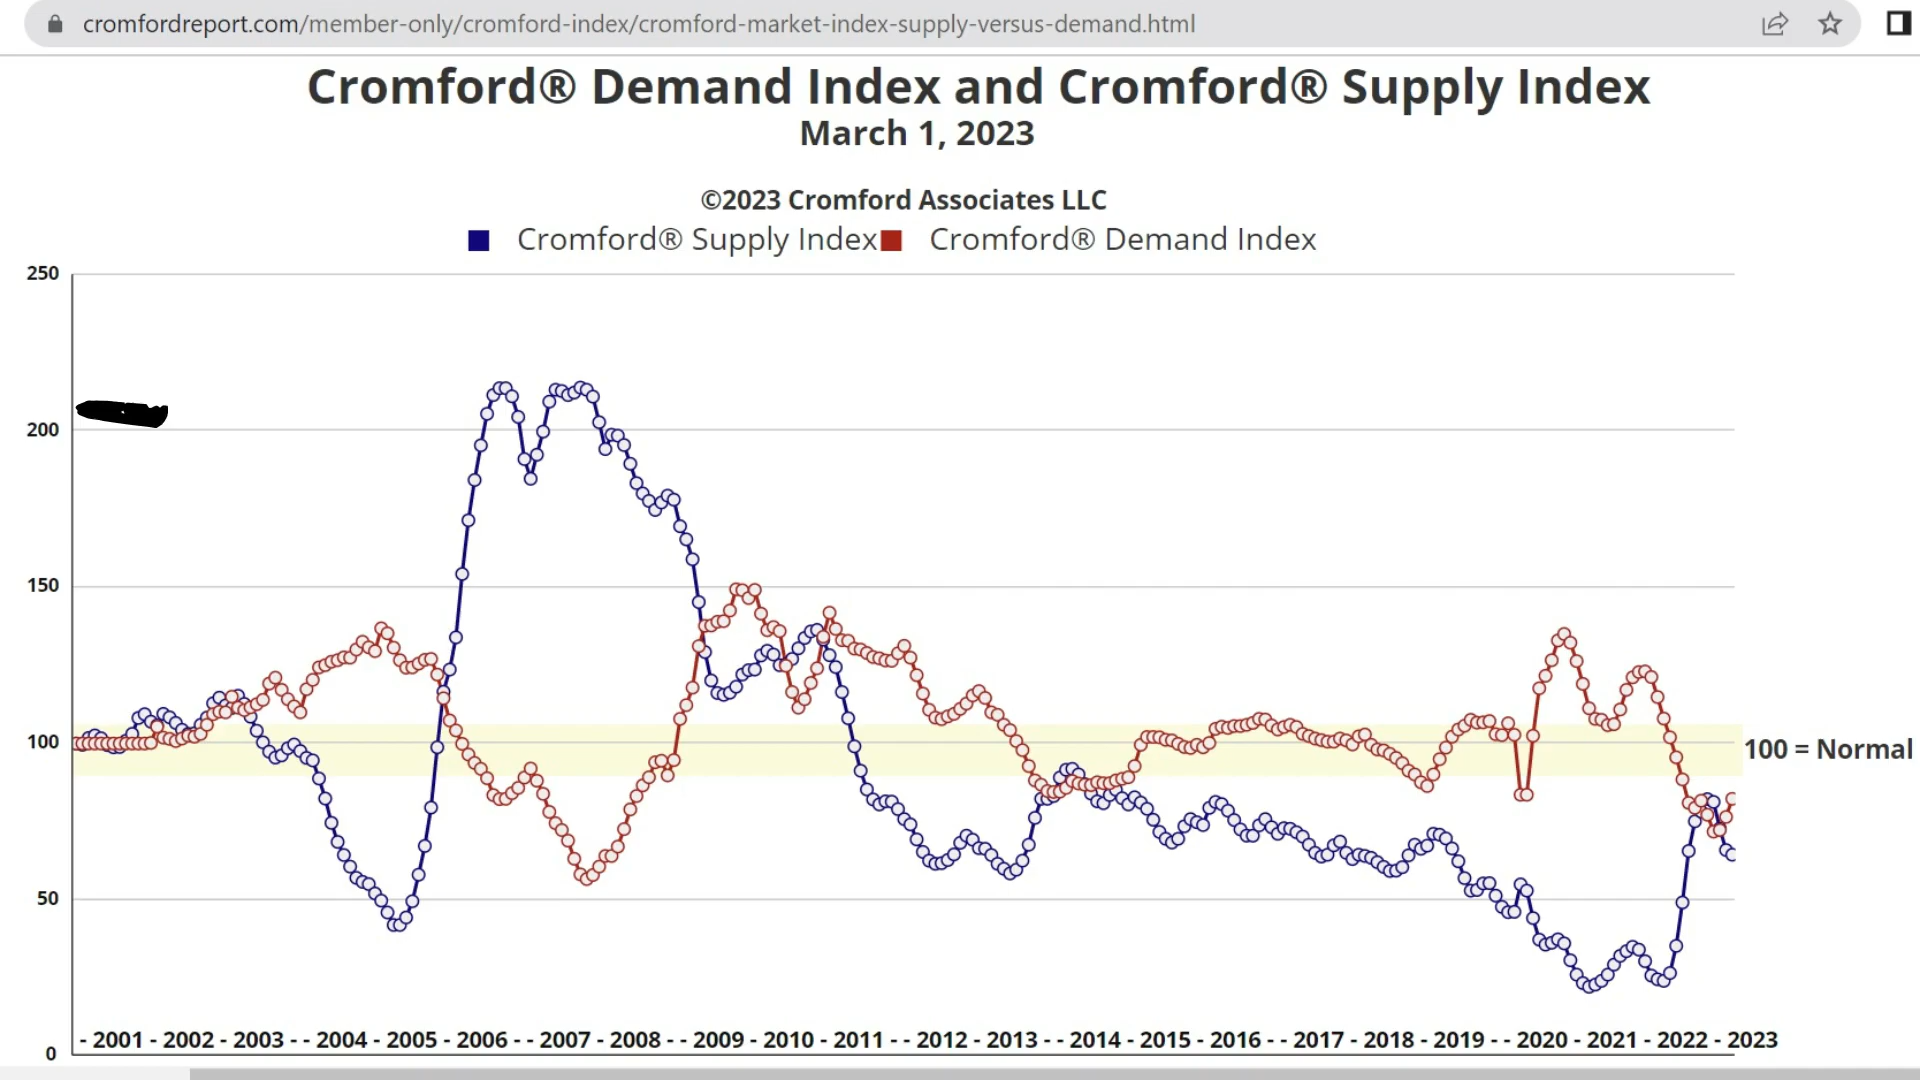 cromfordreport.com/member-only/cromford-index/cromford-market-index-supply-versus-demand.html
Cromford® Demand Index and Cromford® Supply Index
March 1, 2023
©2023 Cromford Associates LLC
Cromford® Supply Index Cromford® Demand Index
250
200
150
100
100 = Normal
50
0
- 2001 - 2002 - 2003 - - 2004 - 2005 - 2006 - - 2007 - 2008 - - 2009 - 2010 - 2011 - - 2012 - 2013 - - 2014 - 2015 - 2016 - - 2017 - 2018 - 2019 - - 2020 - 2021 - 2022 - 2023